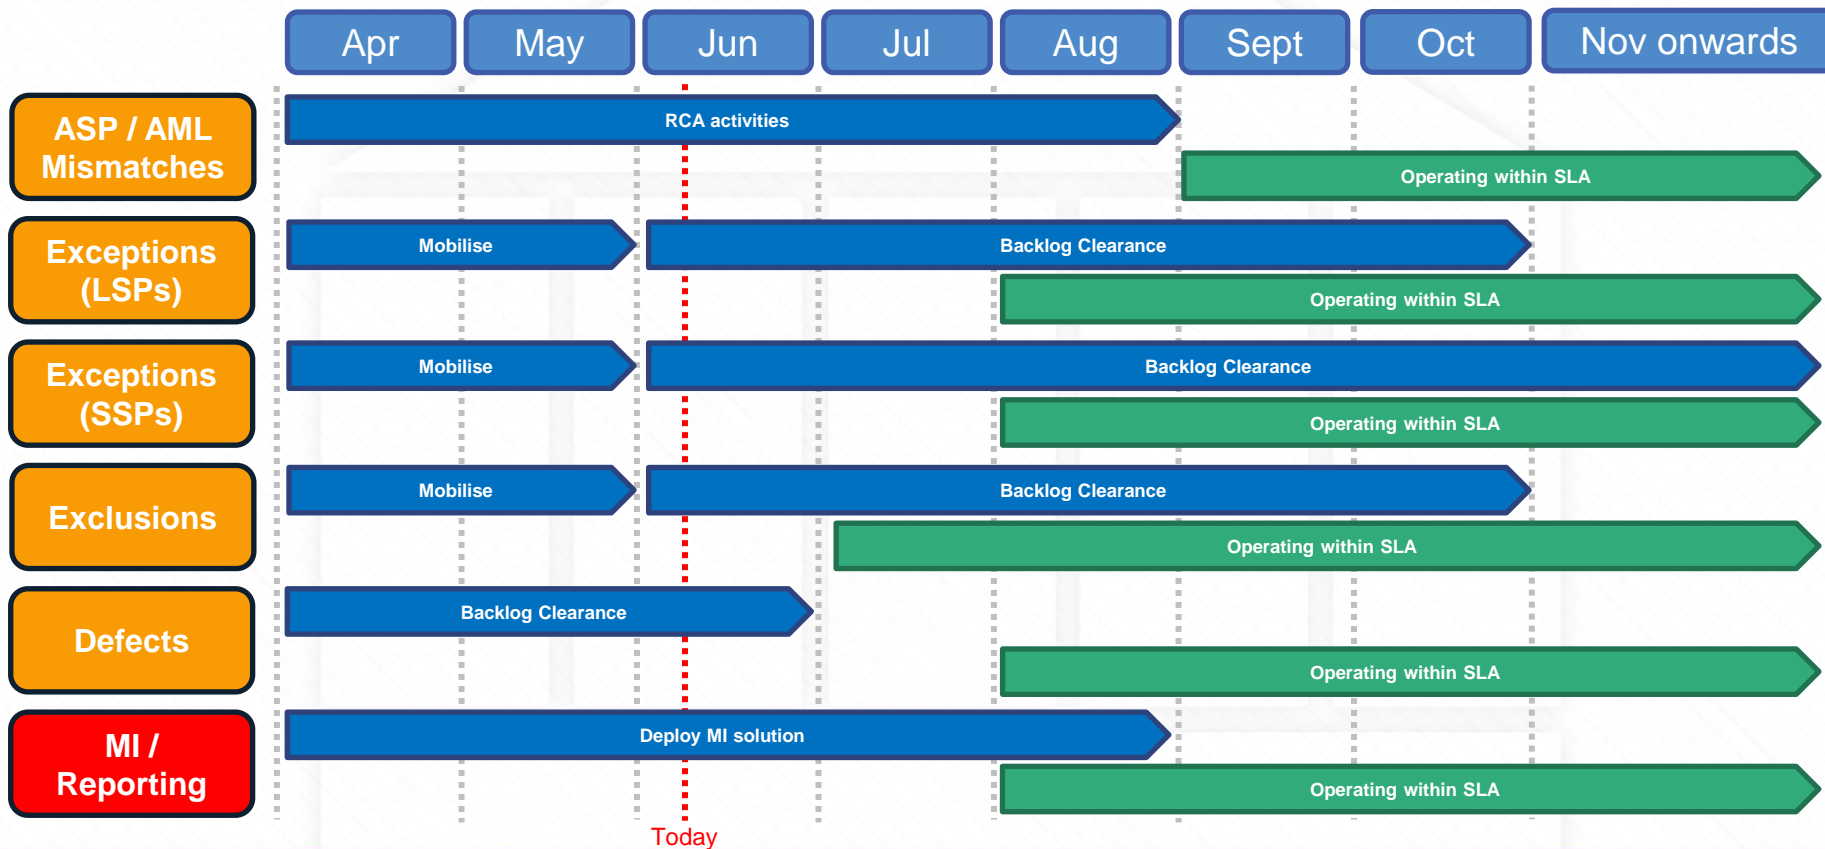 Apr
May
Jun
Jul
Aug
Sept
Oct
Nov onwards
ASP / AML
Mismatches
RCA activities
Operating within SLA
Exceptions
(LSPs)
Mobilise
Backlog Clearance
Operating within SLA
Exceptions
(SSPs)
Mobilise
Backlog Clearance
Operating within SLA
Exclusions
Mobilise
Backlog Clearance
Operating within SLA
Defects
Backlog Clearance
Operating within SLA
MI /
Reporting
Deploy MI solution
Operating within SLA
Today